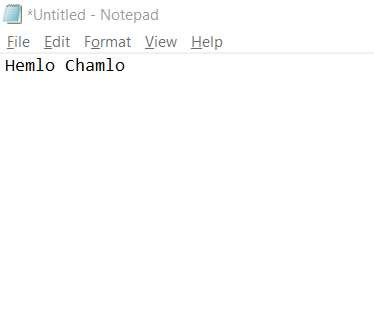 *Untitled - Notepad
File Edit Format View Help
Hemlo Chamlo